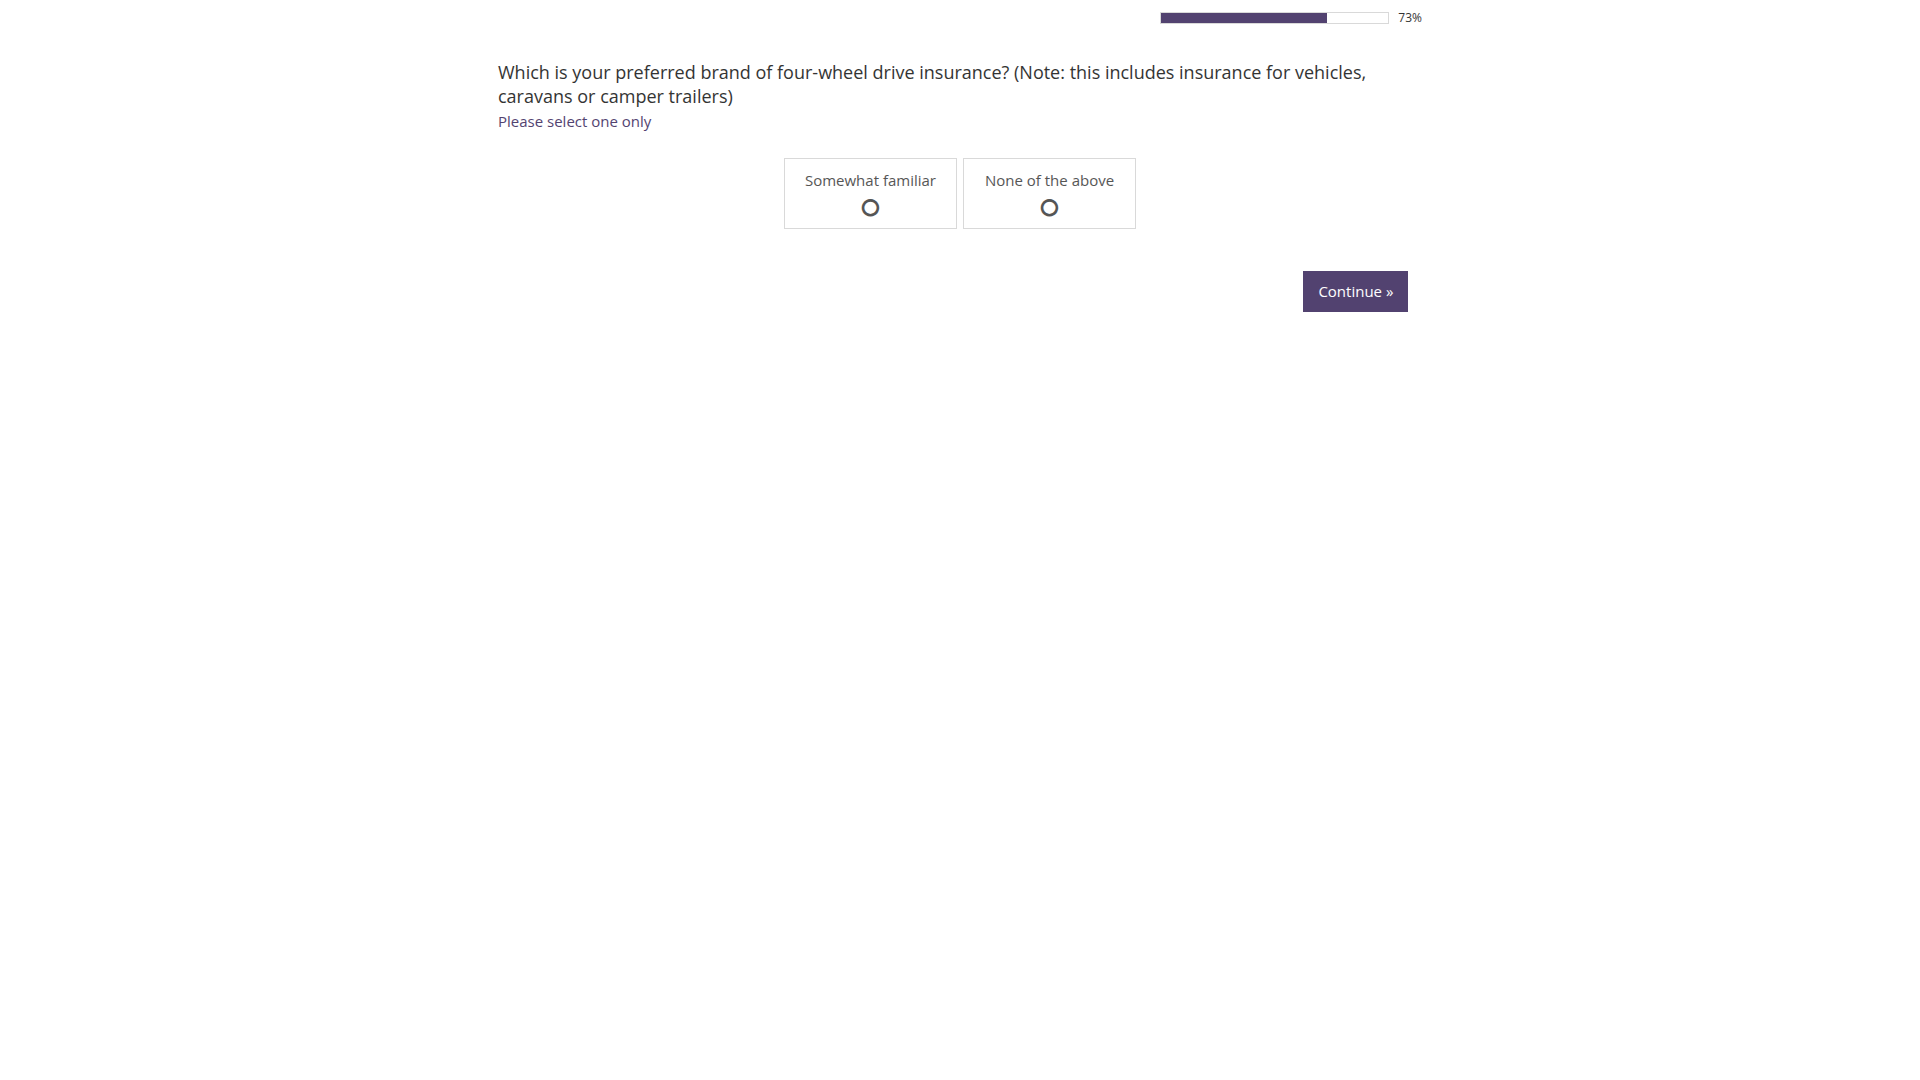 73%
Which is your preferred brand of four-wheel drive insurance? (Note: this includes insurance for vehicles,
caravans or camper trailers)
Please select one only
Somewhat familiar
None of the above
Continue »